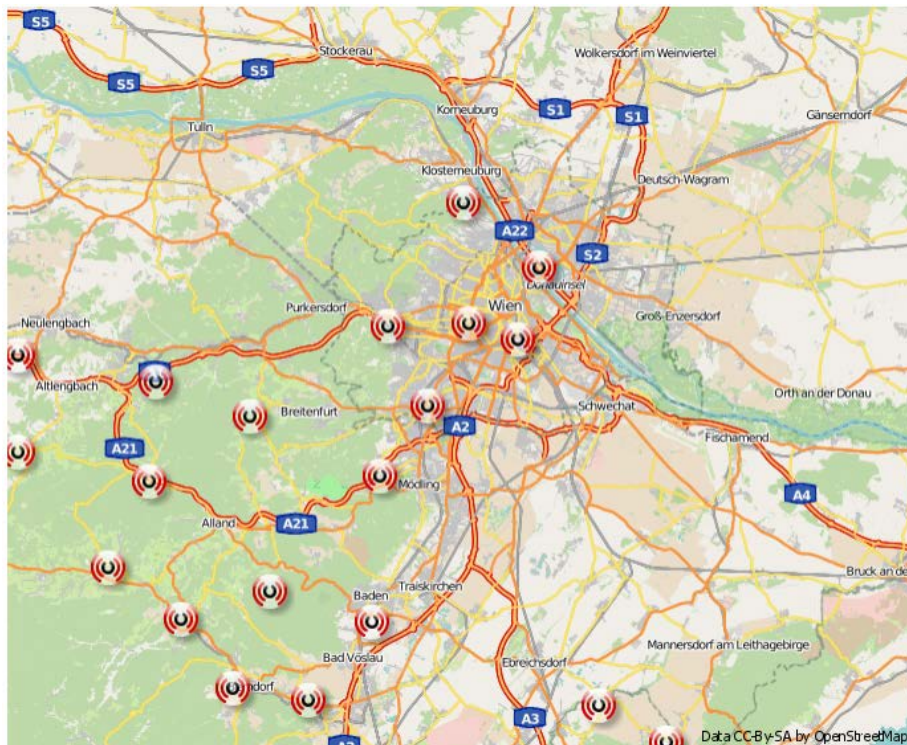 S5
Stockerau
Wolkersdorf im Weinviertel
S5
S5
Korneuburg
S1
S1
Gänserndorf
Tulln
Klosterneuburg
Deutsch-Wagram
A22
S2
Donauinsel
Purkersdorf
Wien
Groß-Enzersdorf
Neulengbach
Altlengbach
Orth an der Donau
Breitenfurt
Schwechat
A2
Fischamend
A21
Mödling
A4
Alland
A21
Bruck an de
Traiskirchen
Baden
Mannersdorf am Leithagebirge
Bad Vöslau
Ebreichsdorf
ndorf
A3
Data CC-By-SA by OpenStreetMap